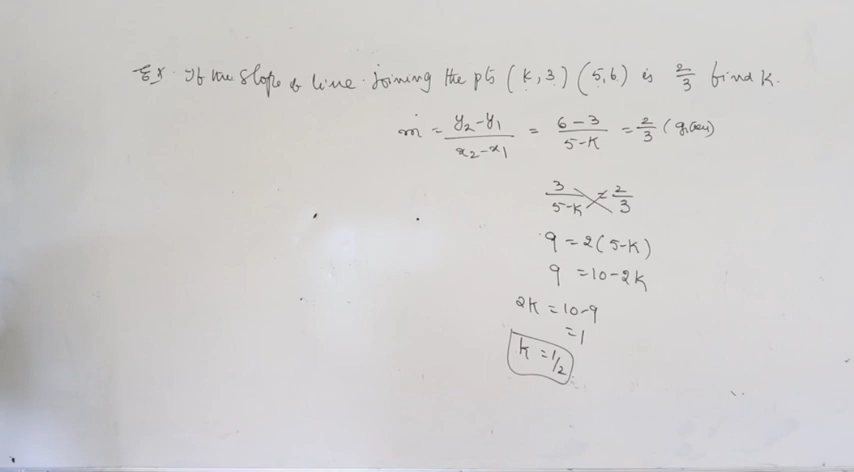 Ex. If the slope of line joining the pts (k, 3) (5, 6) is 2/3 find k.
m = y₂-y₁/x₂-x₁ = 6-3/5-k = 2/3 (given)
3/5-k = 2/3
9 = 2(5-k)
9 = 10-2k
2k = 10-9
= 1
k = 1/2